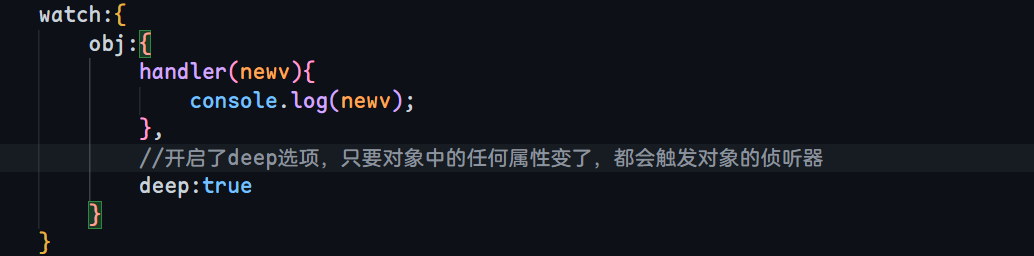 watch:{
obj:{
handler(newv){
console.log(newv);
},
//开启了deep选项，只要对象中的任何属性变了，都会触发对象的侦听器
deep:true
}
}